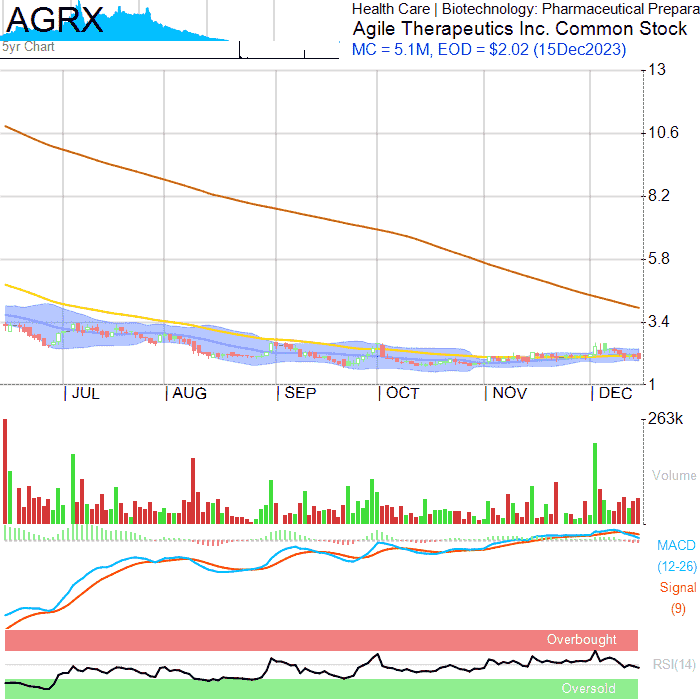 AGRX
Health Care | Biotechnology: Pharmaceutical Prepara
Agile Therapeutics Inc. Common Stock
5yr Chart
MC = 5.1M, EOD = $2.02 (15Dec2023)
13
10.6
8.2
5.8
3.4
1
JUL AUG SEP OCT NOV DEC
263k
Volume
MACD
(12-26)
Signal
(9)
Overbought
RSI(14)
Oversold